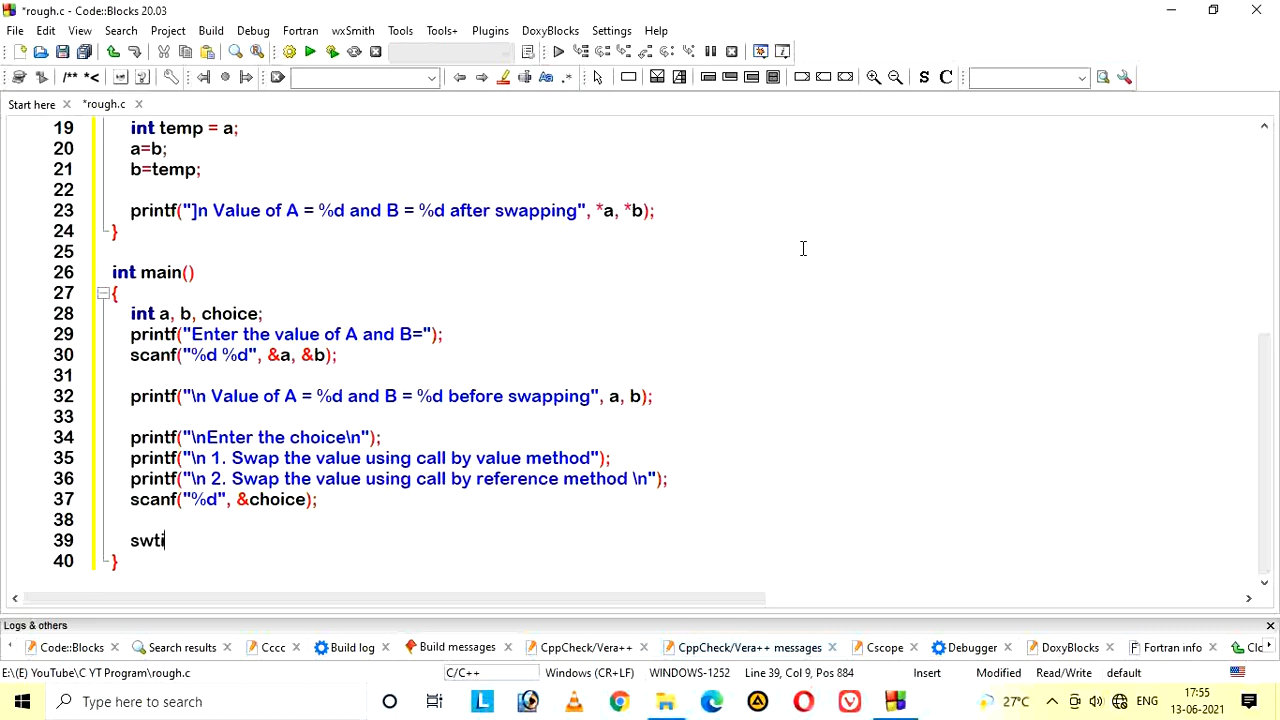 *rough.c - Code::Blocks 20.03
File Edit View Search Project Build Debug Fortran wxSmith Tools Tools+ Plugins DoxyBlocks Settings Help
/** *< S C
Start here *rough.c
19 int temp = a;
20 a=b;
21 b=temp;
22
23 printf("]n Value of A = %d and B = %d after swapping", *a, *b);
24 }
25
26 int main()
27 {
28 int a, b, choice;
29 printf("Enter the value of A and B=");
30 scanf("%d %d", &a, &b);
31
32 printf("\n Value of A = %d and B = %d before swapping", a, b);
33
34 printf("\nEnter the choice\n");
35 printf("\n 1. Swap the value using call by value method");
36 printf("\n 2. Swap the value using call by reference method \n");
37 scanf("%d", &choice);
38
39 swti
40 }
Logs & others
Code::Blocks Search results Cccc Build log Build messages CppCheck/Vera++ CppCheck/Vera++ messages Cscope Debugger DoxyBlocks Fortran info Clo
E:\(E) YouTube\C YT Program\rough.c C/C++ Windows (CR+LF) WINDOWS-1252 Line 39, Col 9, Pos 884 Insert Modified Read/Write default
Type here to search L 27°C ENG 17:55
13-06-2021